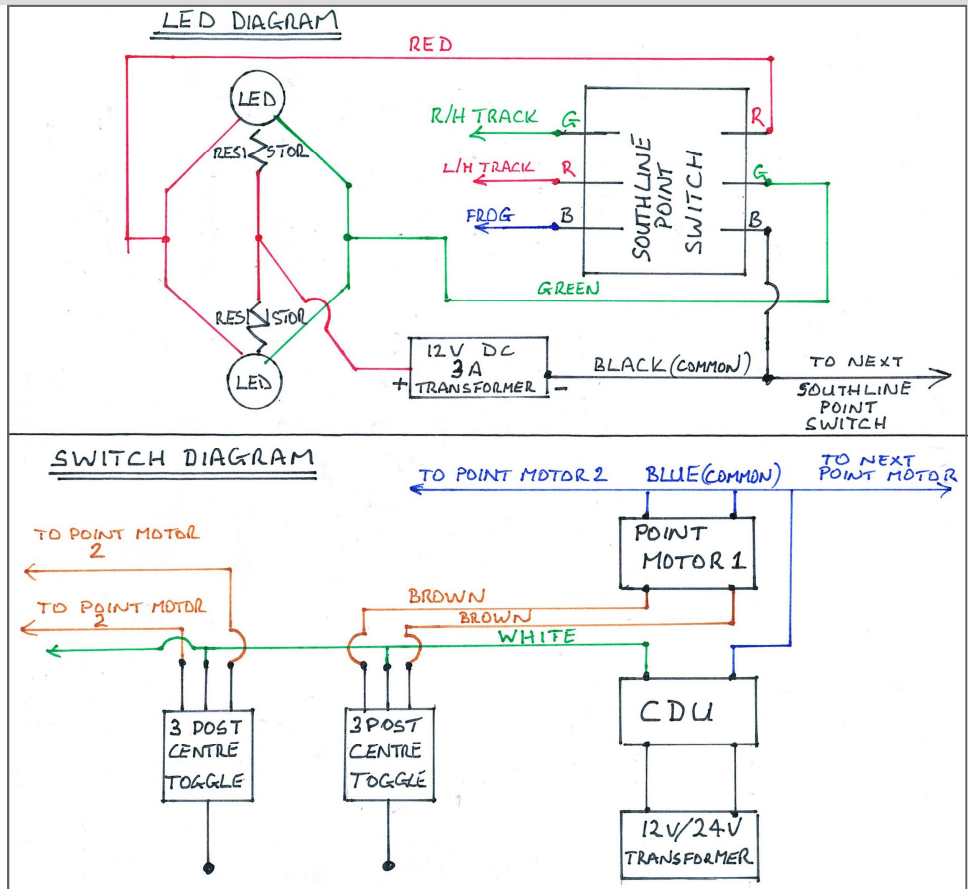 LED DIAGRAM
RED
LED
RESISTOR
R/H TRACK
G
R
L/H TRACK
R
G
FROG
B
B
SOUTHLINE
POINT
SWITCH
GREEN
RESISTOR
LED
12V DC
3A
TRANSFORMER
+
-
BLACK (COMMON)
TO NEXT
SOUTHLINE
POINT
SWITCH
SWITCH DIAGRAM
TO POINT MOTOR 2
BLUE (COMMON)
TO NEXT
POINT MOTOR
TO POINT MOTOR
2
POINT
MOTOR 1
TO POINT MOTOR
2
BROWN
BROWN
WHITE
3 POST
CENTRE
TOGGLE
3 POST
CENTRE
TOGGLE
CDU
12V/24V
TRANSFORMER